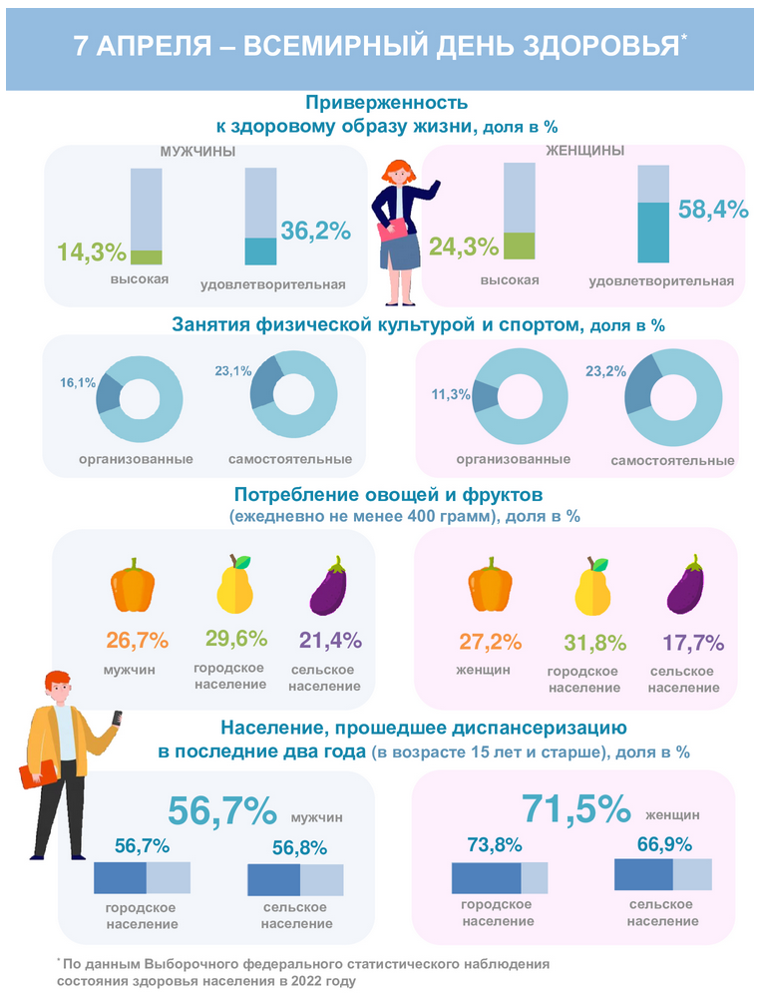 7 АПРЕЛЯ – ВСЕМИРНЫЙ ДЕНЬ ЗДОРОВЬЯ*
Приверженность
к здоровому образу жизни, доля в %
МУЖЧИНЫ
14,3%
36,2%
высокая
удовлетворительная
ЖЕНЩИНЫ
58,4%
24,3%
высокая
удовлетворительная
Занятия физической культурой и спортом, доля в %
16,1%
23,1%
организованные
самостоятельные
11,3%
23,2%
организованные
самостоятельные
Потребление овощей и фруктов
(ежедневно не менее 400 грамм), доля в %
26,7%
29,6%
21,4%
мужчин
городское
население
сельское
население
27,2%
31,8%
17,7%
женщин
городское
население
сельское
население
Население, прошедшее диспансеризацию
в последние два года (в возрасте 15 лет и старше), доля в %
56,7% мужчин
56,7%
56,8%
городское
население
сельское
население
71,5% женщин
73,8%
66,9%
городское
население
сельское
население
* По данным Выборочного федерального статистического наблюдения
состояния здоровья населения в 2022 году